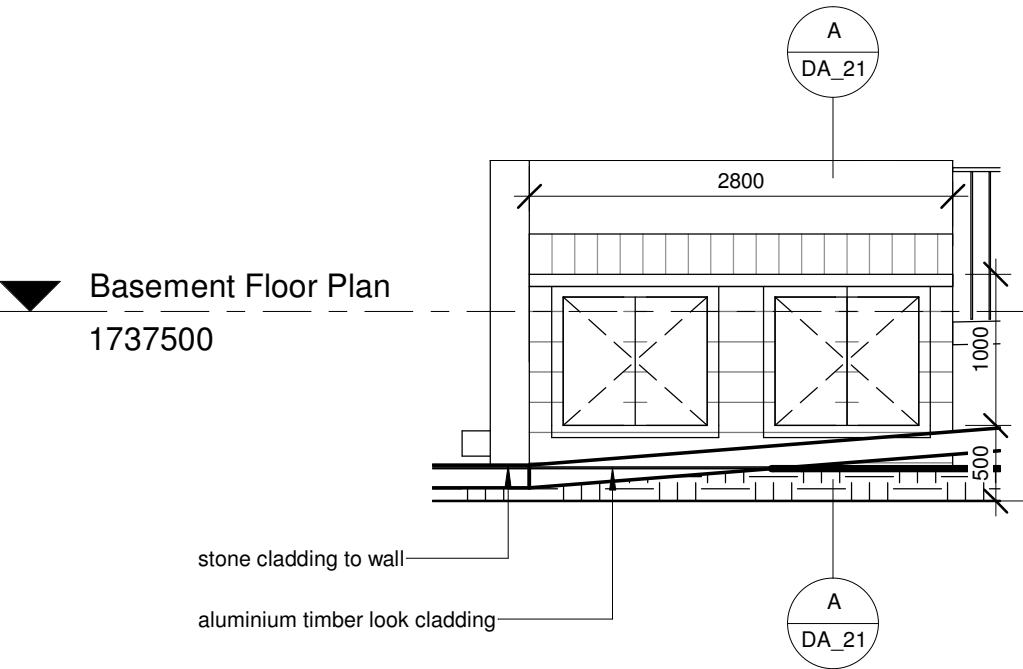 A
DA_21
2800
Basement Floor Plan
1737500
1000
500
stone cladding to wall
aluminium timber look cladding
A
DA_21